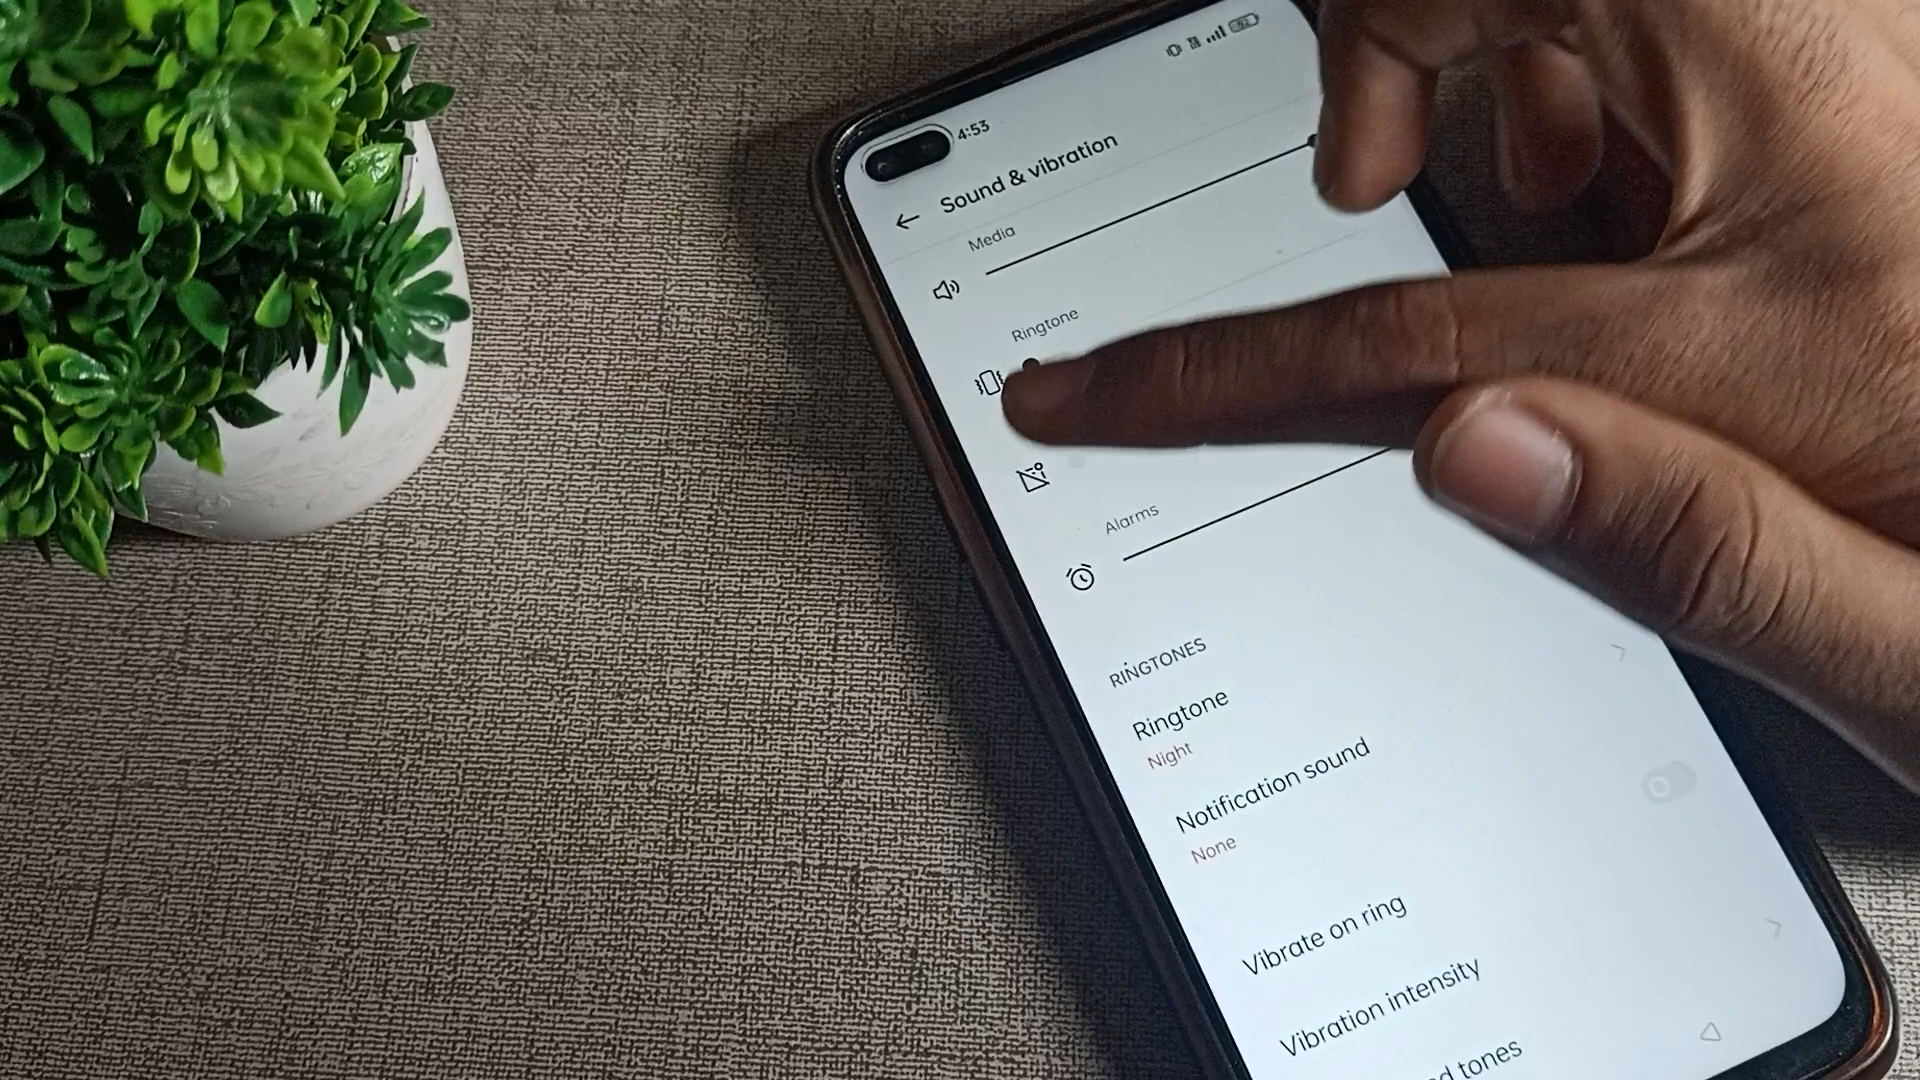 4:53
Sound & vibration
Media
Ringtone
Alarms
RINGTONES
Ringtone
Night
Notification sound
None
Vibrate on ring
Vibration intensity
tones